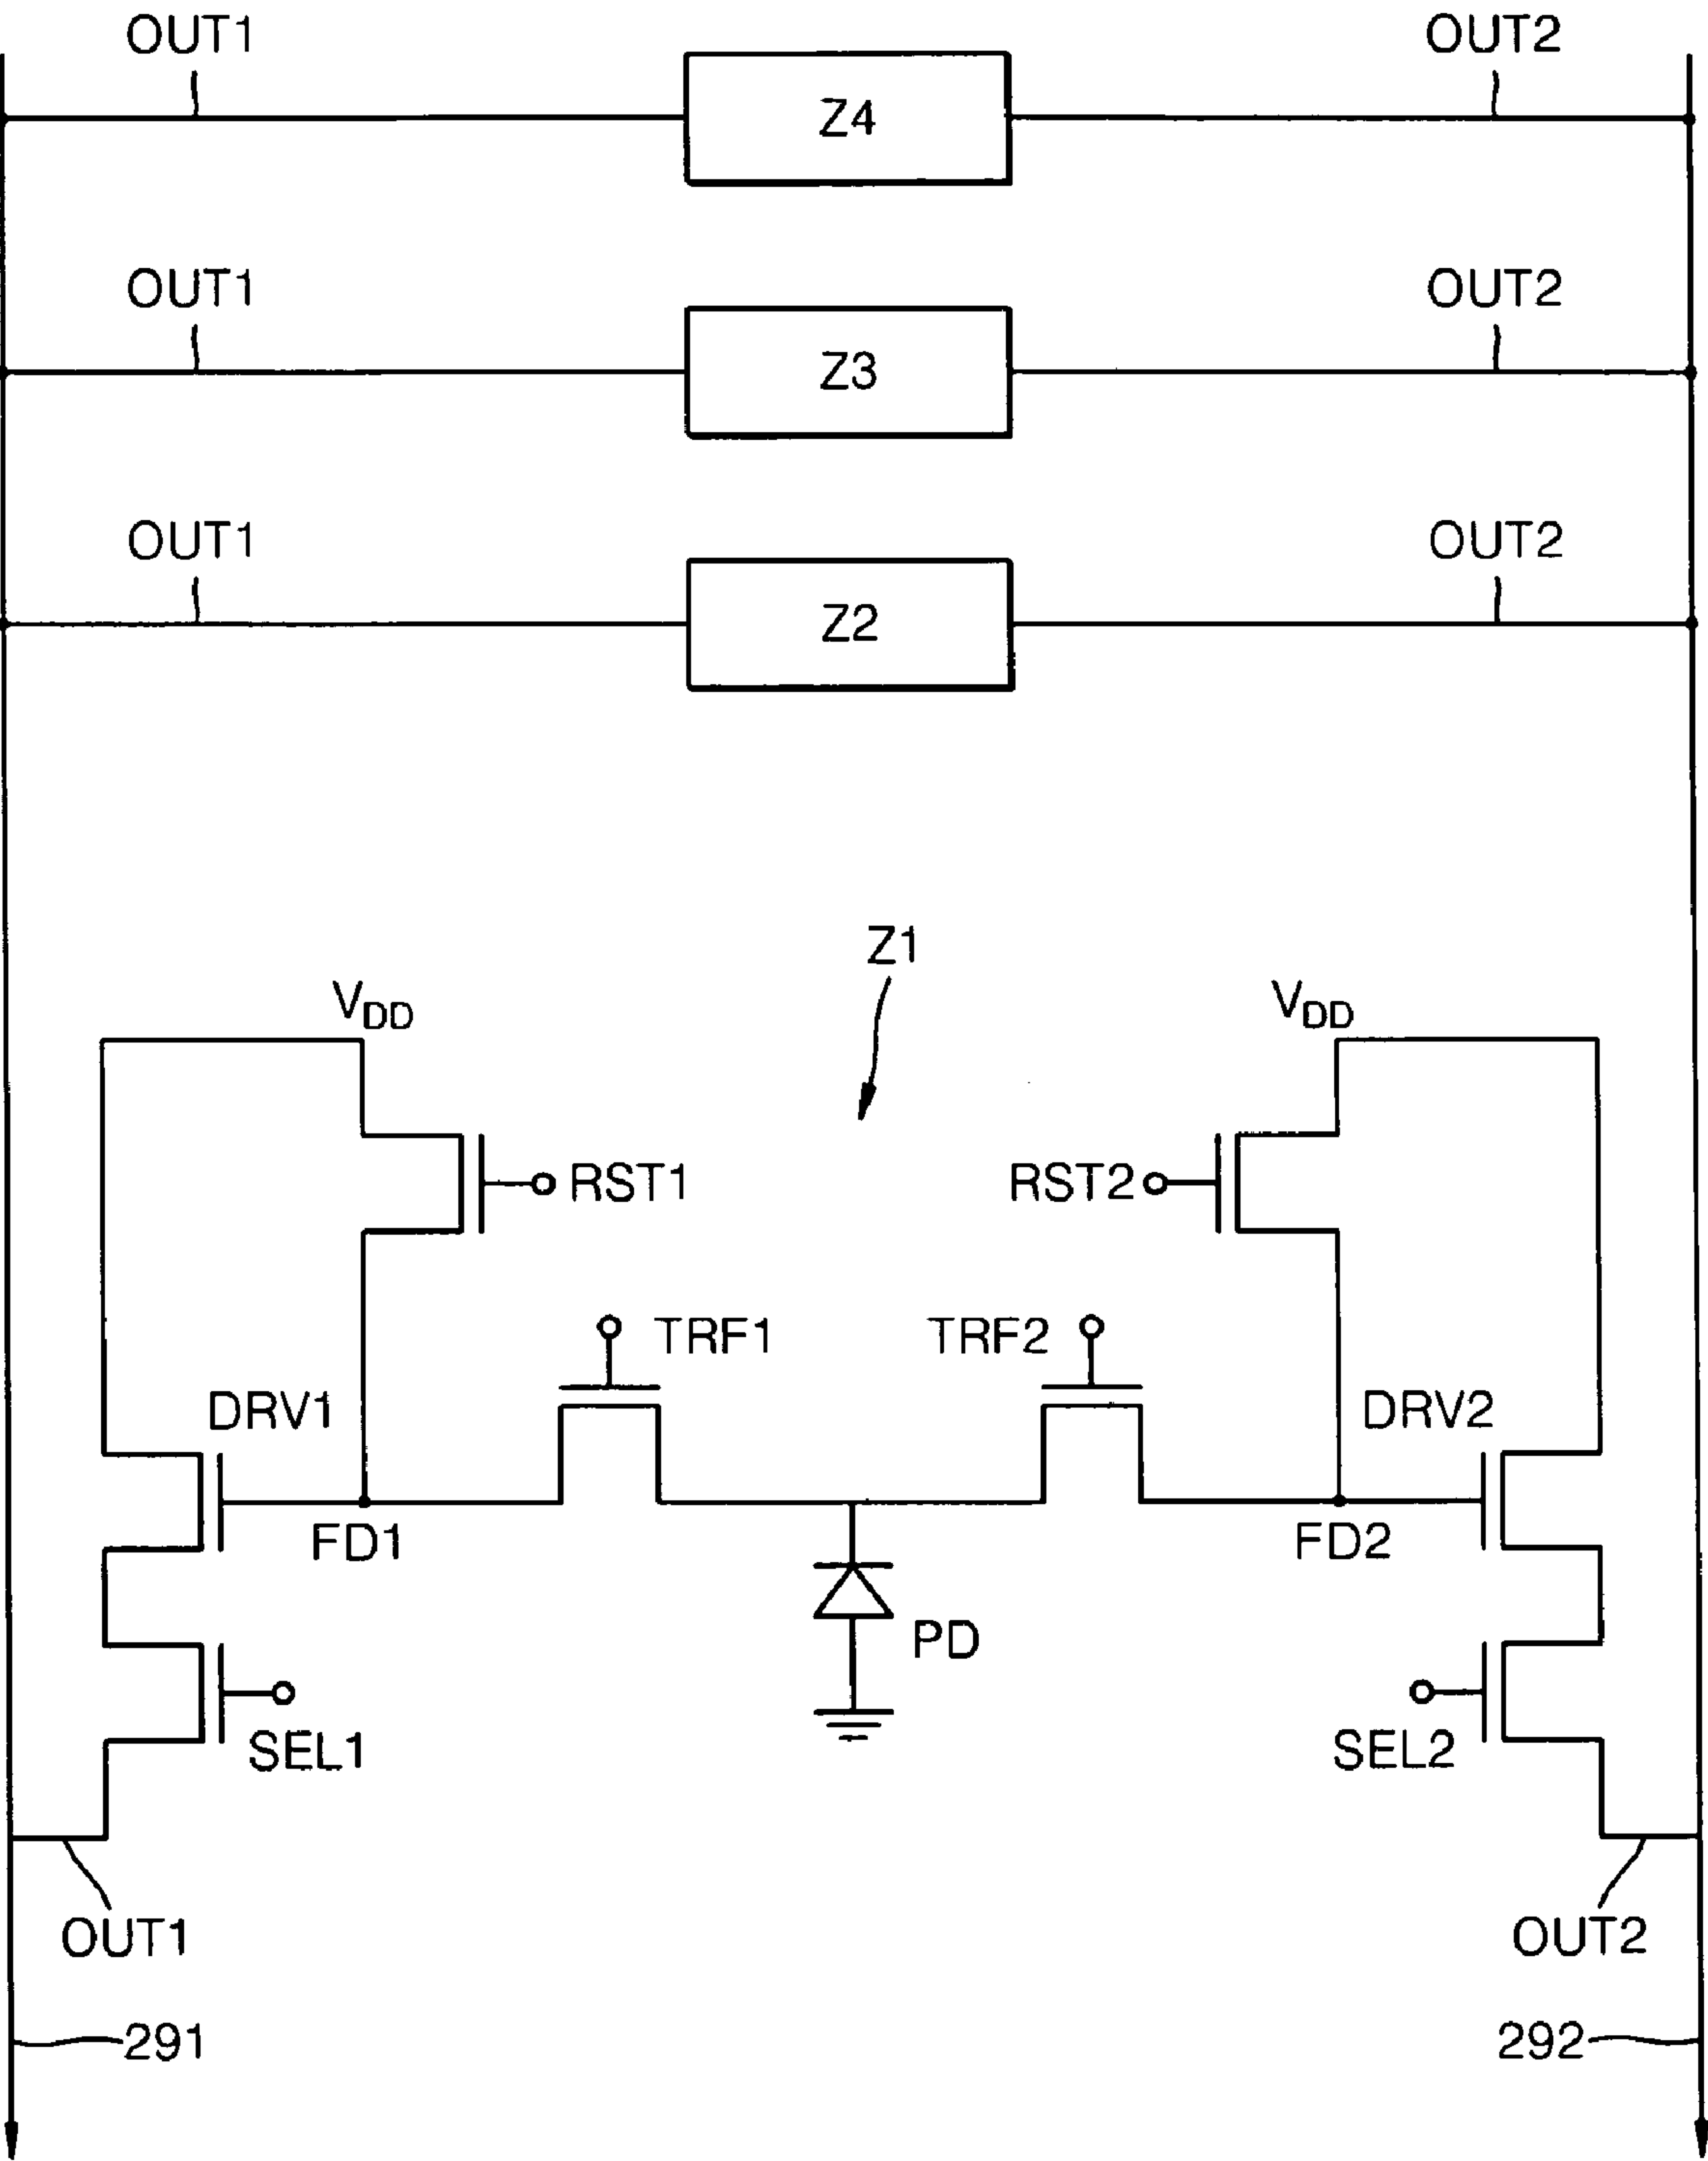 OUT1 OUT2
Z4
OUT1 OUT2
Z3
OUT1 OUT2
Z2
Z1
VDD VDD
RST1 RST2
TRF1 TRF2
DRV1 DRV2
FD1 FD2
PD
SEL1 SEL2
OUT1 OUT2
291 292